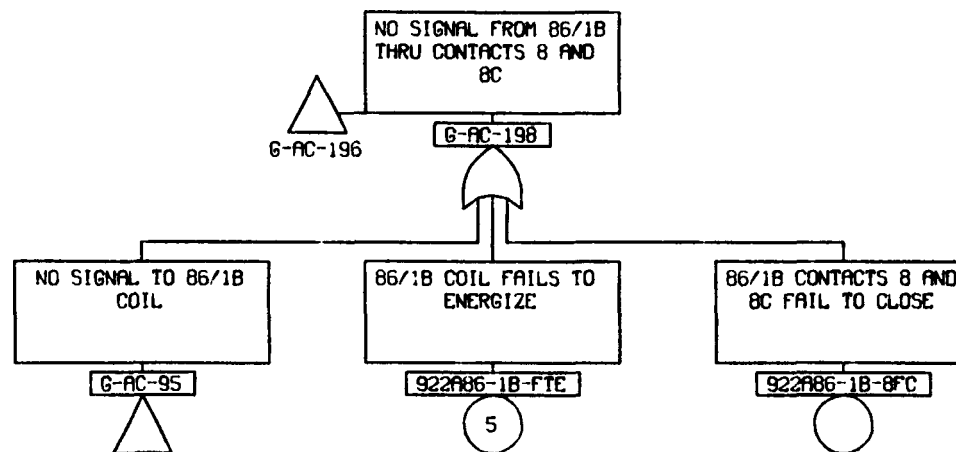 NO SIGNAL FROM 86/1B
THRU CONTACTS 8 AND
8C
G-AC-196
G-AC-198
NO SIGNAL TO 86/1B
COIL
G-AC-95
86/1B COIL FAILS TO
ENERGIZE
922A86-1B-FTE
5
86/1B CONTACTS 8 AND
8C FAIL TO CLOSE
922A86-1B-8FC